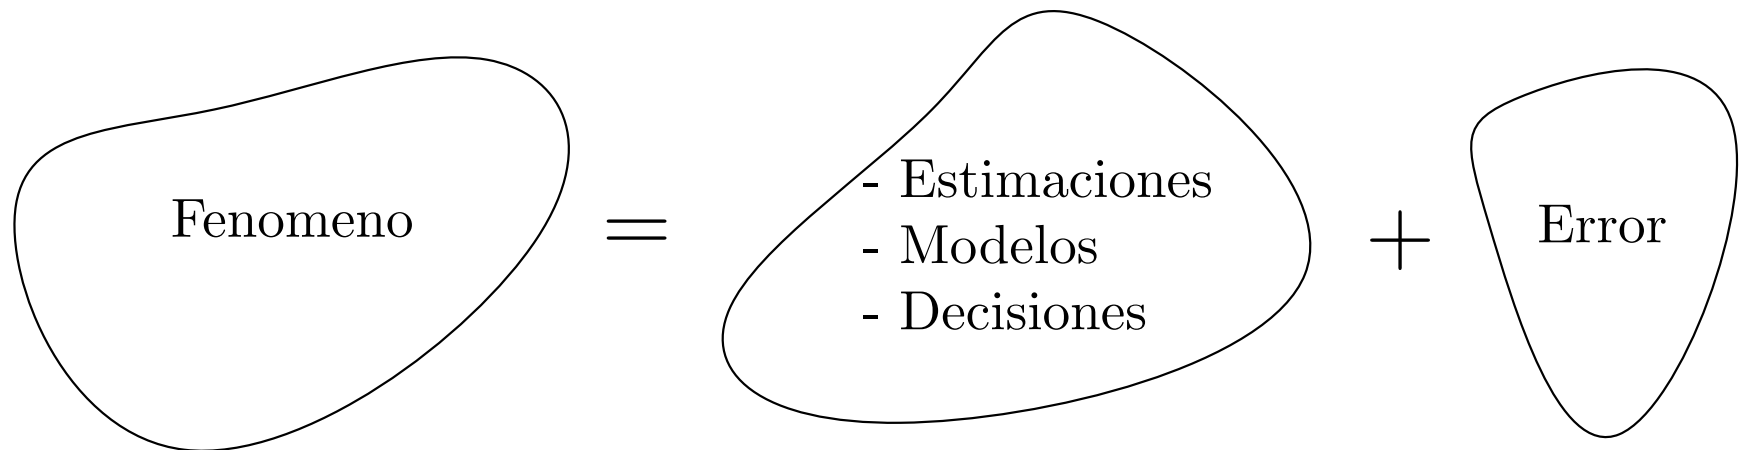 Fenomeno
=
- Estimaciones
- Modelos
- Decisiones
+
Error